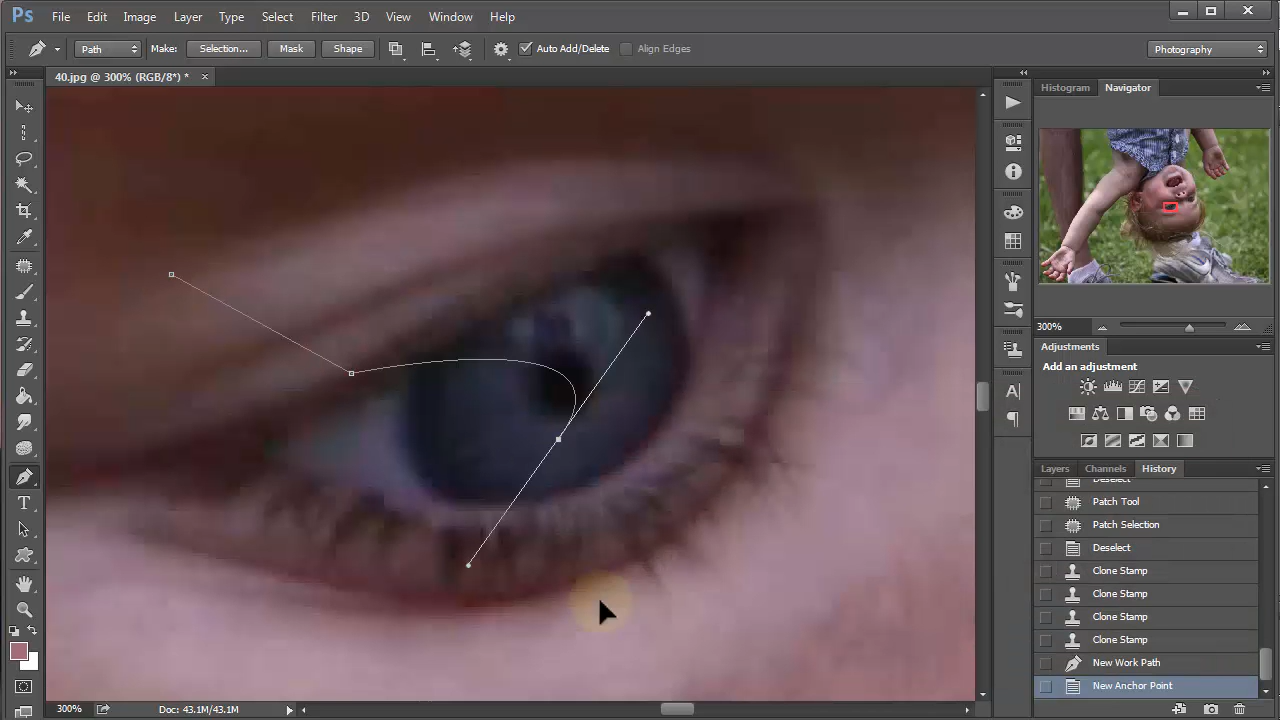 Ps File Edit Image Layer Type Select Filter 3D View Window Help
Path Make: Selection... Mask Shape Auto Add/Delete Align Edges Photography
40.jpg @ 300% (RGB/8*) * ×
Histogram Navigator
300%
Adjustments
Add an adjustment
Layers Channels History
Deselect
Patch Tool
Patch Selection
Deselect
Clone Stamp
Clone Stamp
Clone Stamp
Clone Stamp
New Work Path
New Anchor Point
300% Doc: 43.1M/43.1M